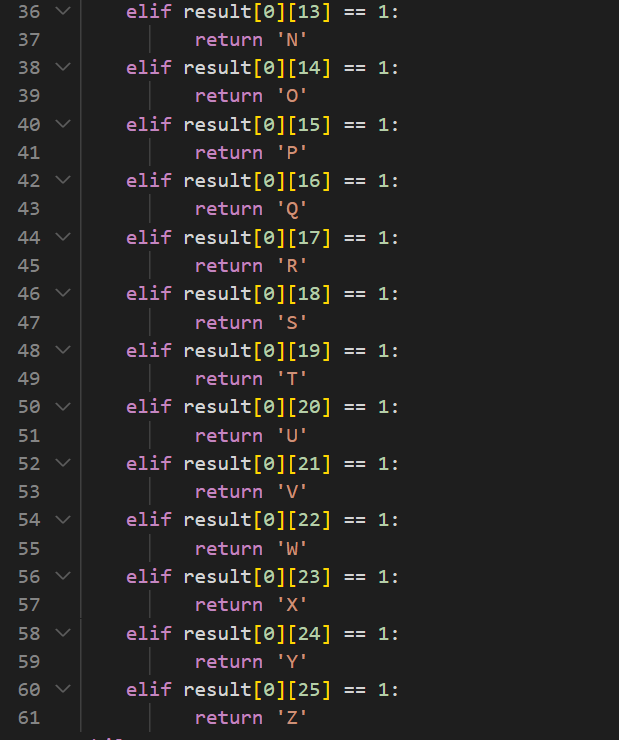 36 elif result[0][13] == 1:
37 return 'N'
38 elif result[0][14] == 1:
39 return 'O'
40 elif result[0][15] == 1:
41 return 'P'
42 elif result[0][16] == 1:
43 return 'Q'
44 elif result[0][17] == 1:
45 return 'R'
46 elif result[0][18] == 1:
47 return 'S'
48 elif result[0][19] == 1:
49 return 'T'
50 elif result[0][20] == 1:
51 return 'U'
52 elif result[0][21] == 1:
53 return 'V'
54 elif result[0][22] == 1:
55 return 'W'
56 elif result[0][23] == 1:
57 return 'X'
58 elif result[0][24] == 1:
59 return 'Y'
60 elif result[0][25] == 1:
61 return 'Z'